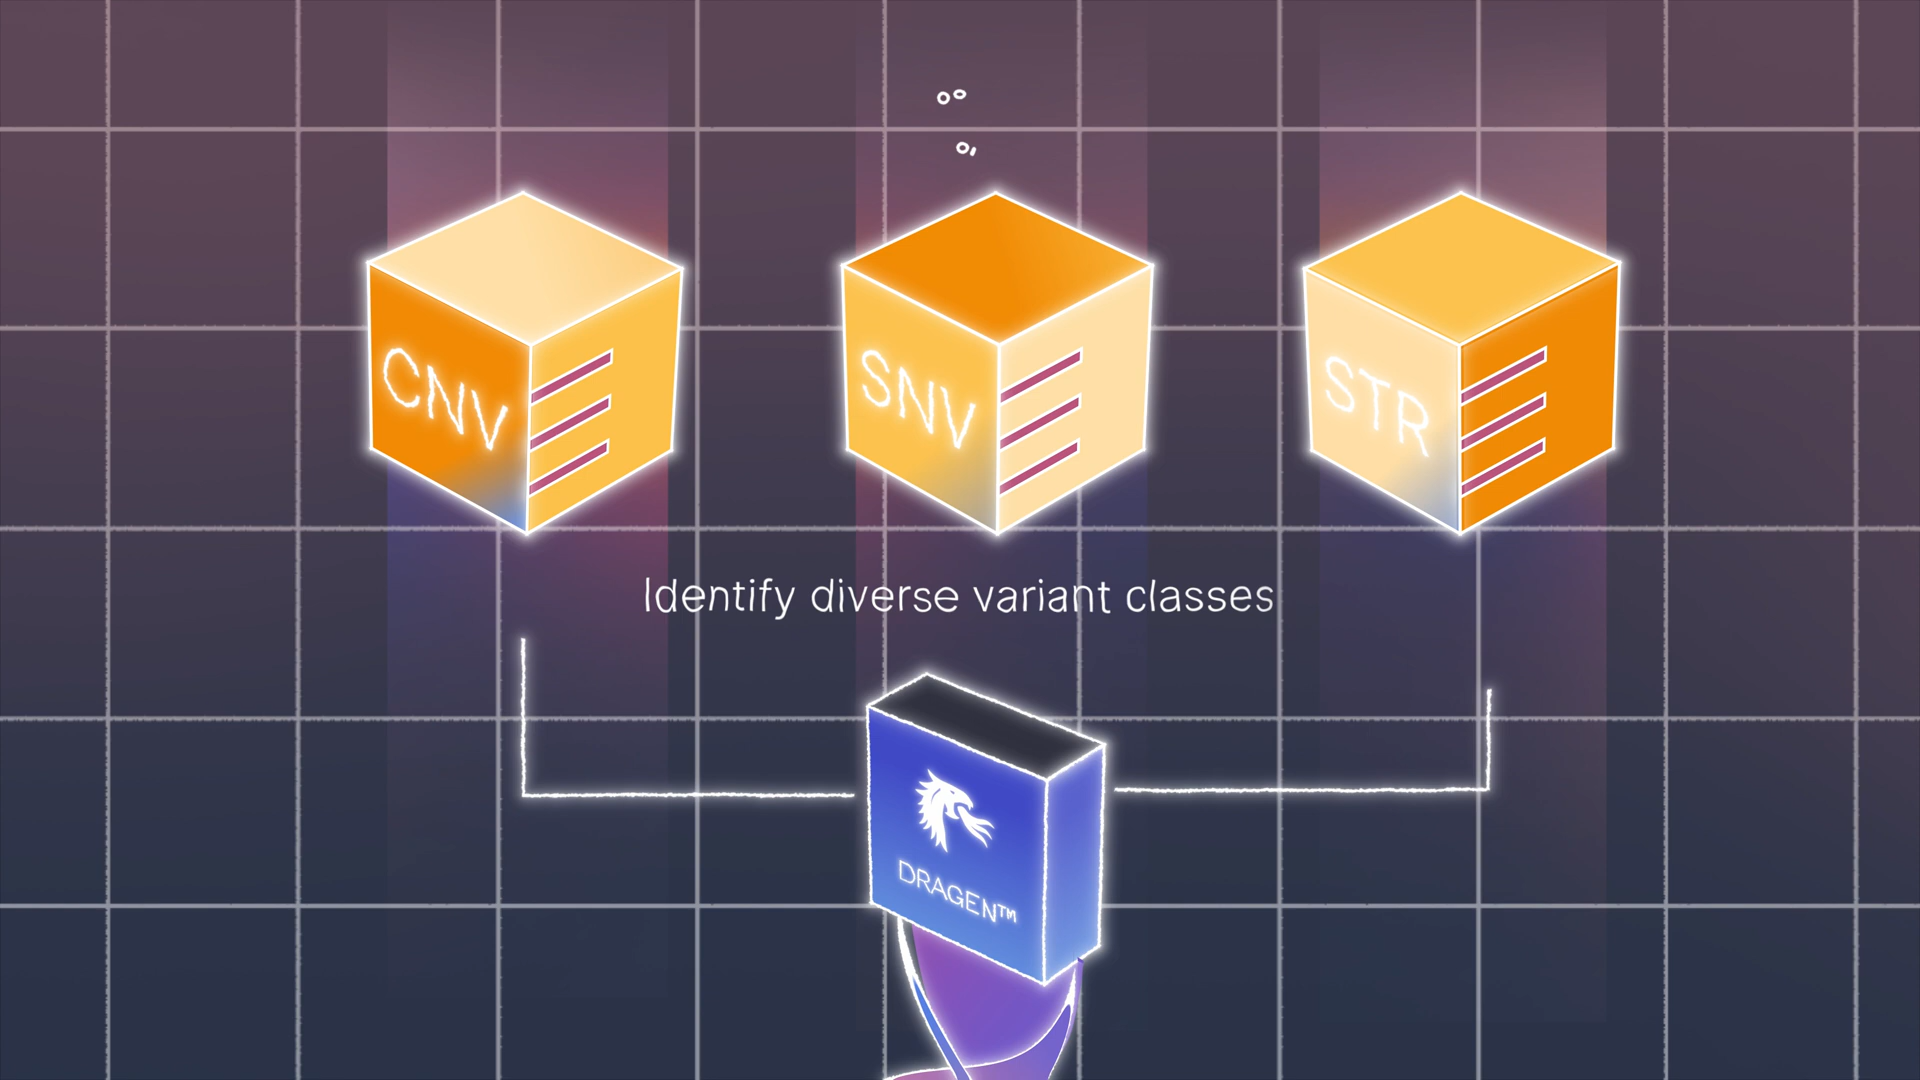 CNV
SNV
STR
Identify diverse variant classes
DRAGEN™